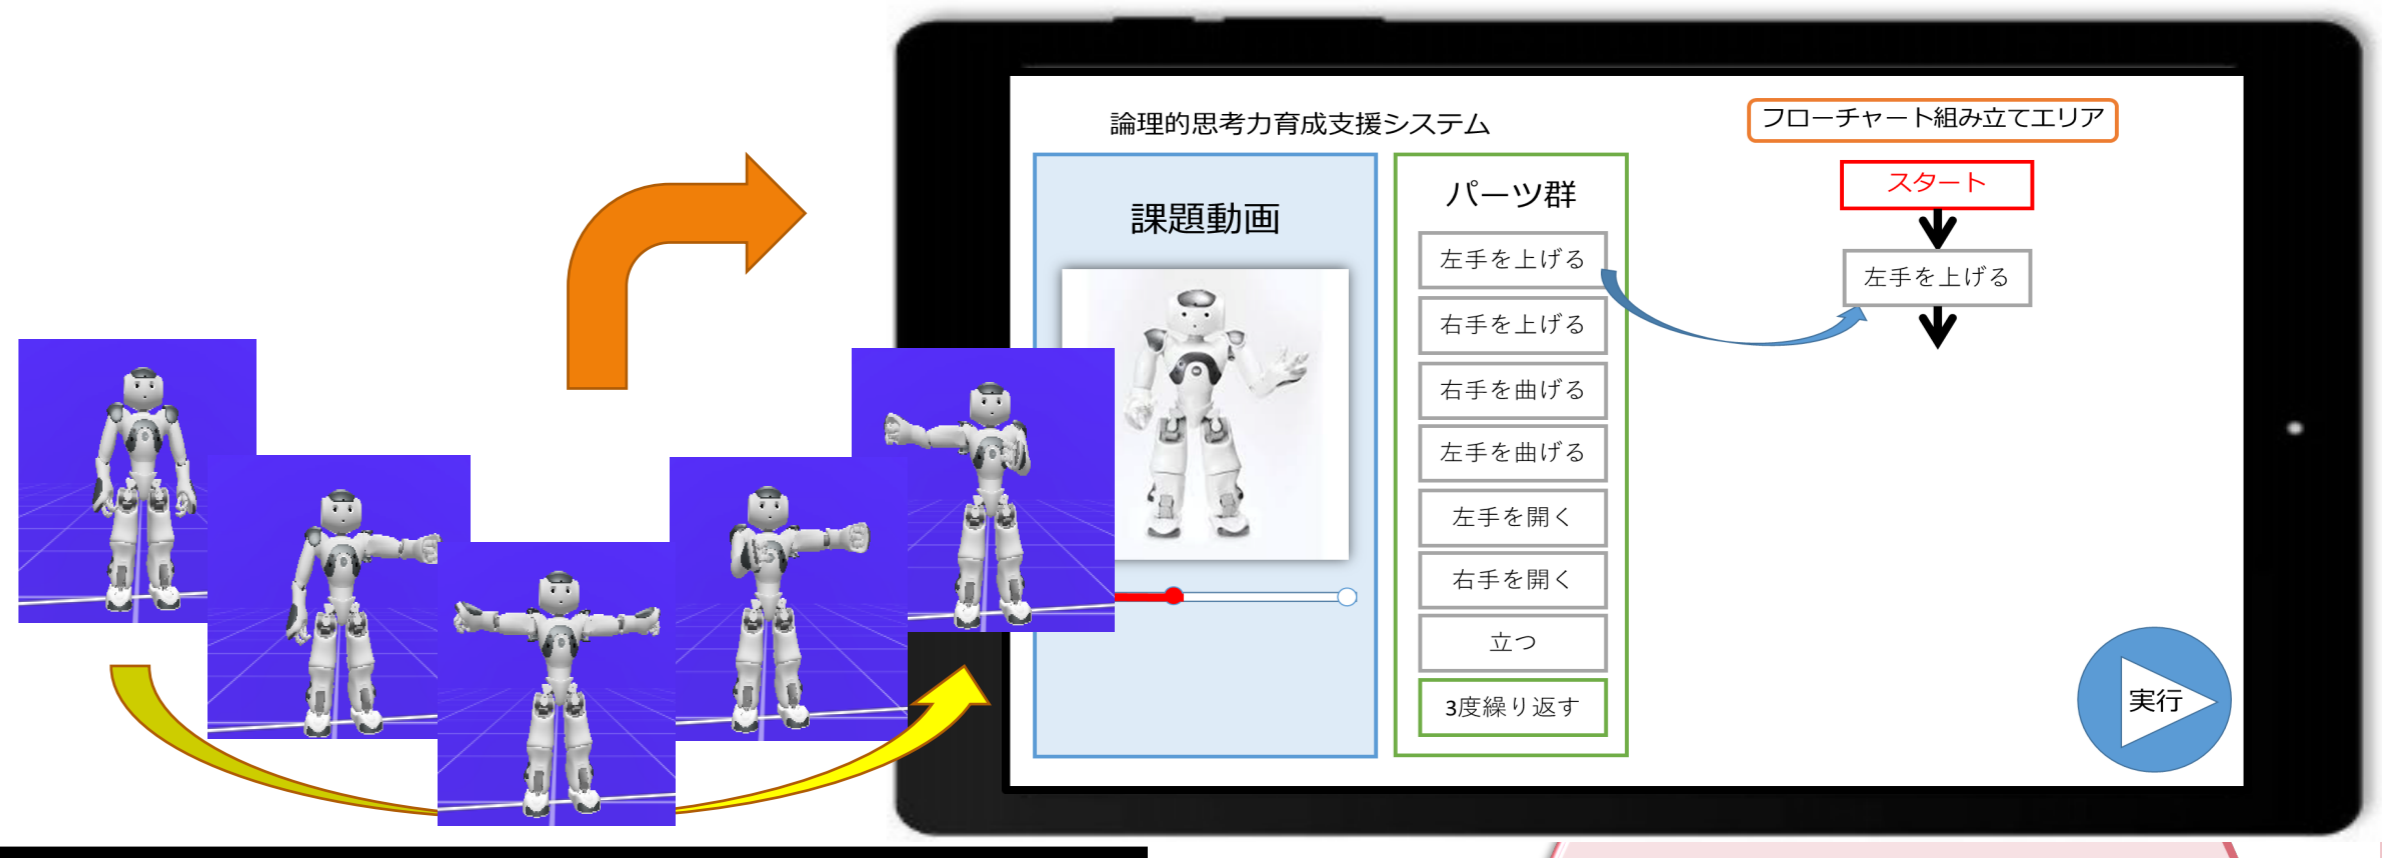 論理的思考力育成支援システム
課題動画
パーツ群
左手を上げる
右手を上げる
右手を曲げる
左手を曲げる
左手を開く
右手を開く
立つ
3度繰り返す
フローチャート組み立てエリア
スタート
左手を上げる
実行